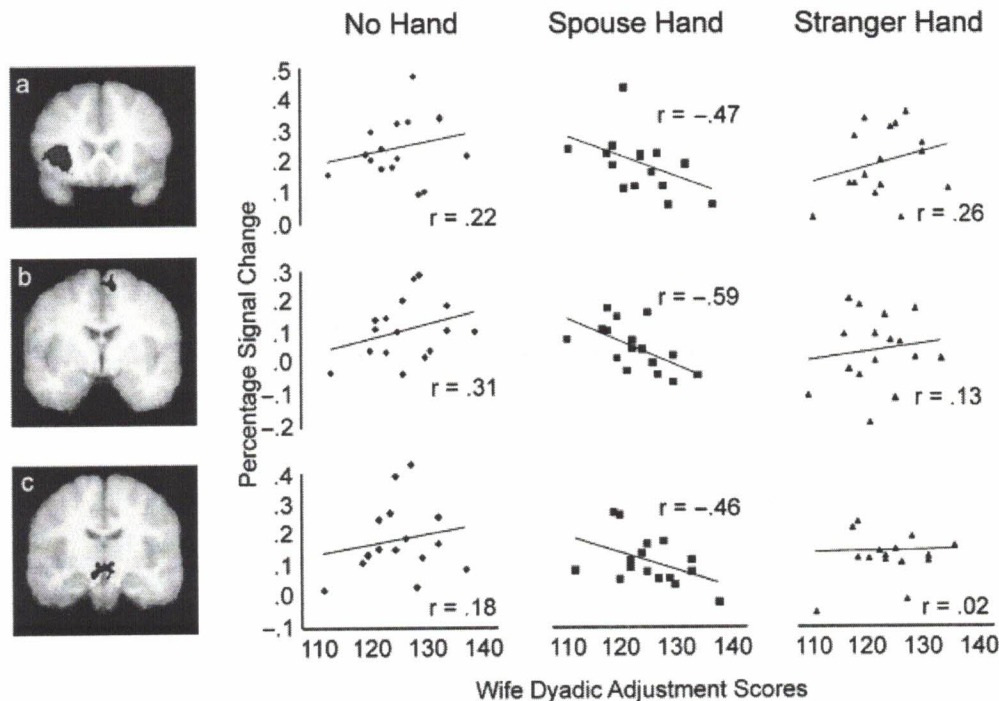 No Hand Spouse Hand Stranger Hand
a
.5
.4
.3
.2
.1
.0
r = .22
r = -.47
r = .26
b
.3
.2
.1
.0
-.1
-.2
r = .31
r = -.59
r = .13
c
.4
.3
.2
.1
.0
-.1
r = .18
r = -.46
r = .02
Percentage Signal Change
110 120 130 140 110 120 130 140 110 120 130 140
Wife Dyadic Adjustment Scores